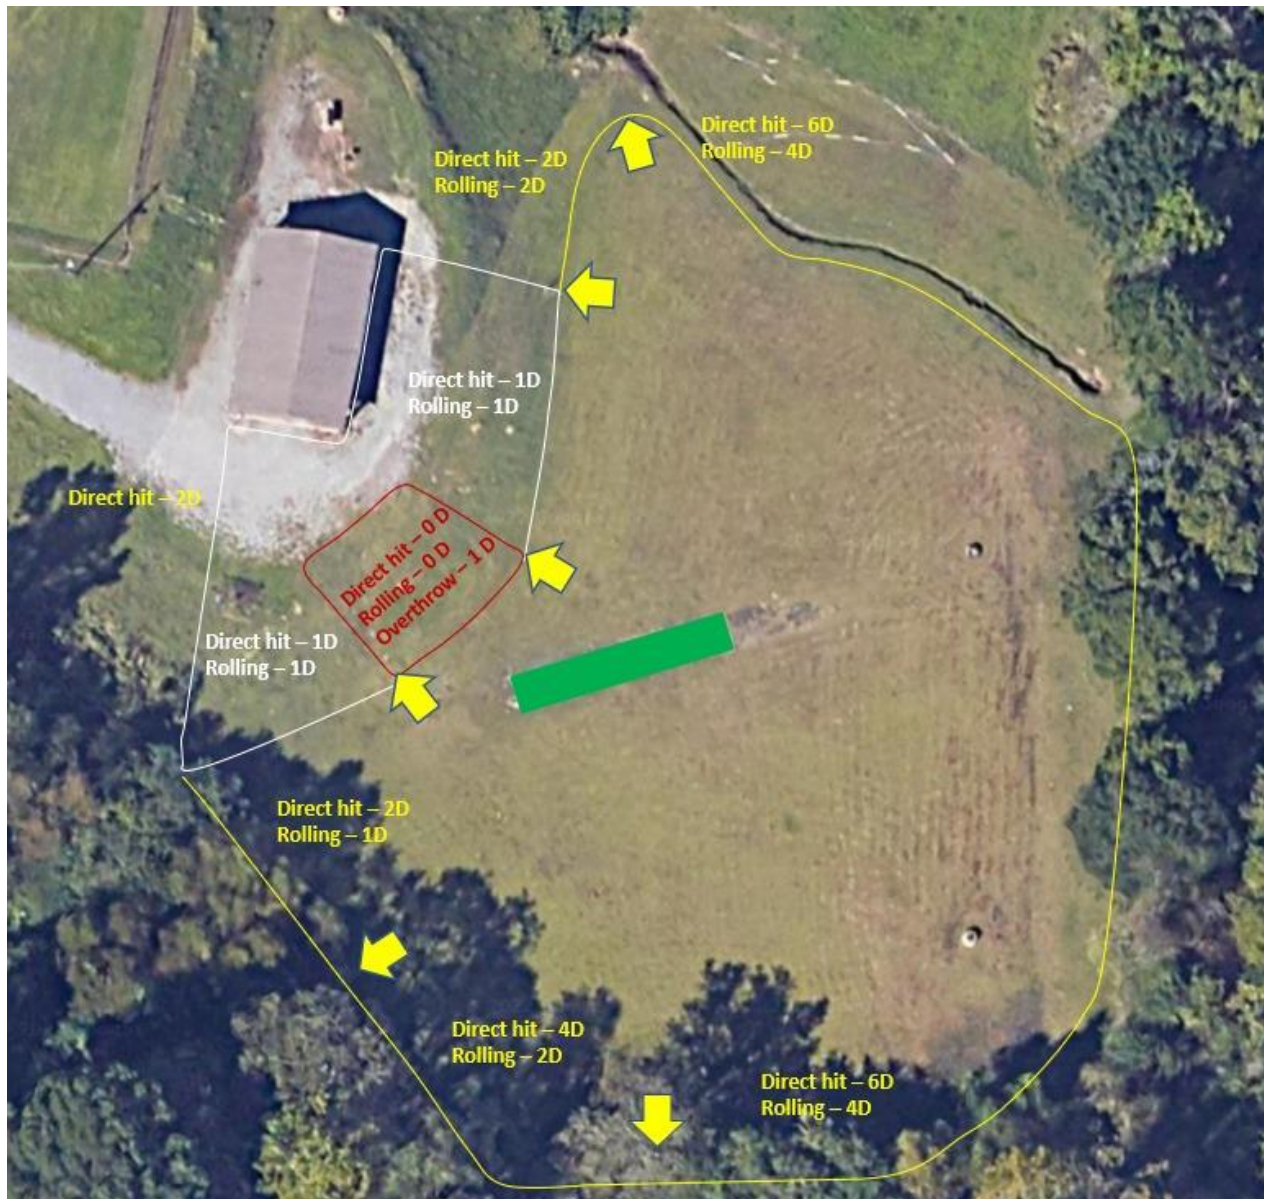 Direct hit – 6D
Rolling – 4D
Direct hit – 2D
Rolling – 2D
Direct hit – 1D
Rolling – 1D
Direct hit – 2D
Direct hit – 0 D
Rolling – 0 D
Overthrow – 1 D
Direct hit – 1D
Rolling – 1D
Direct hit – 2D
Rolling – 1D
Direct hit – 4D
Rolling – 2D
Direct hit – 6D
Rolling – 4D